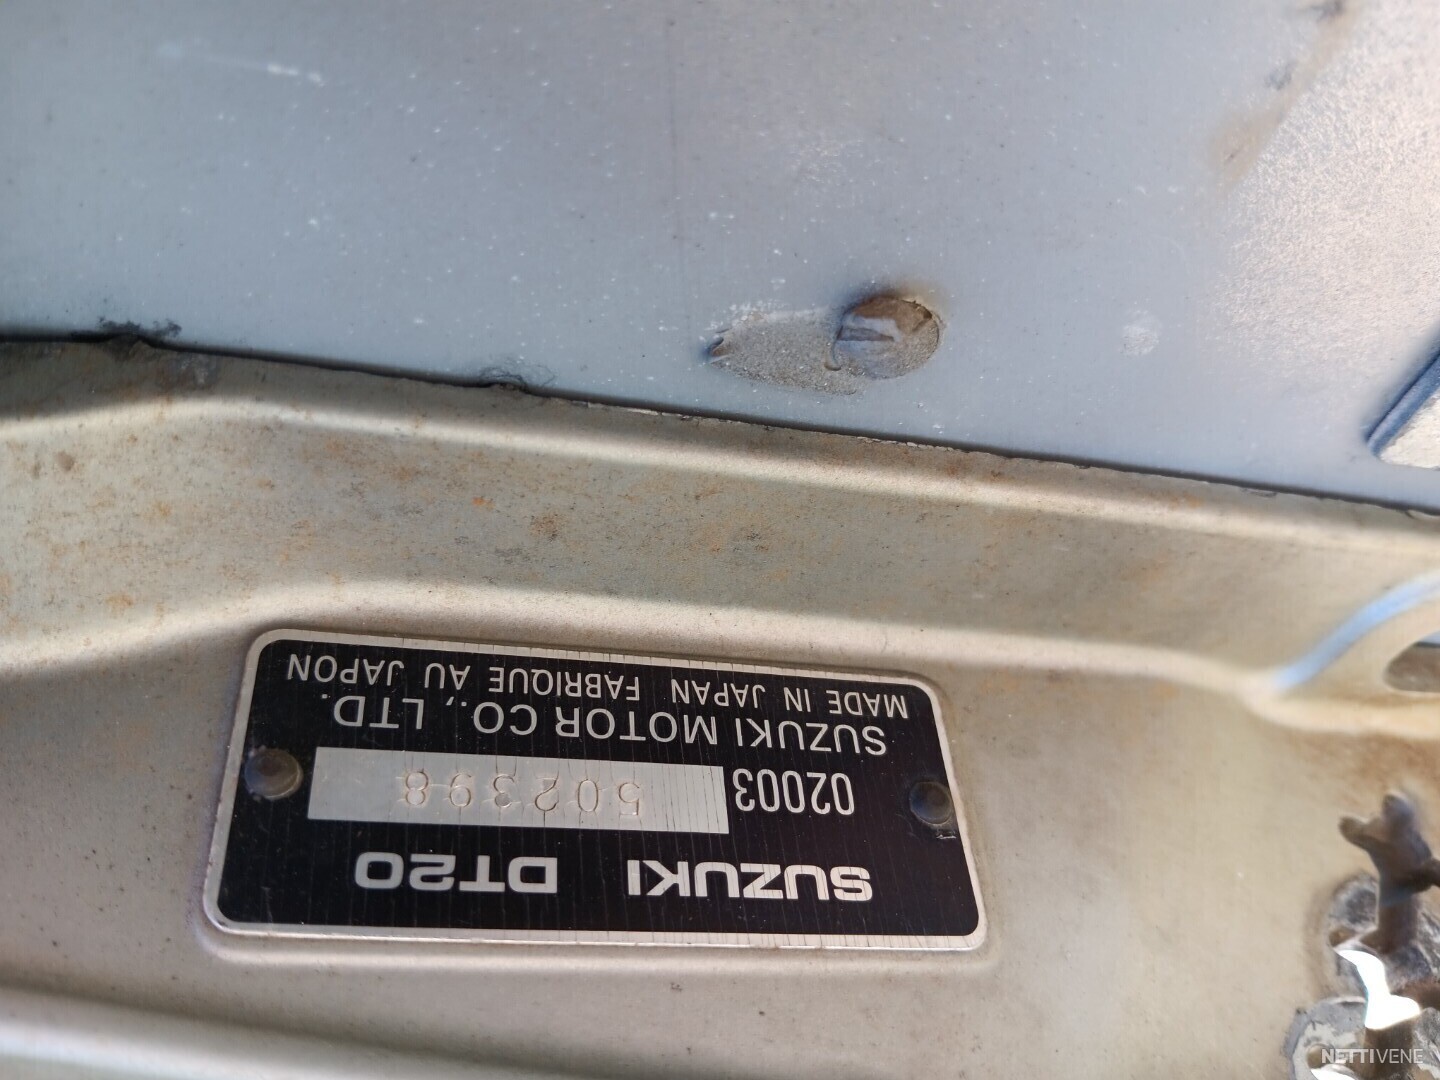 SUZUKI DT20
02003 502398
SUZUKI MOTOR CO., LTD.
MADE IN JAPAN FABRIQUE AU JAPON
NETTIVENE